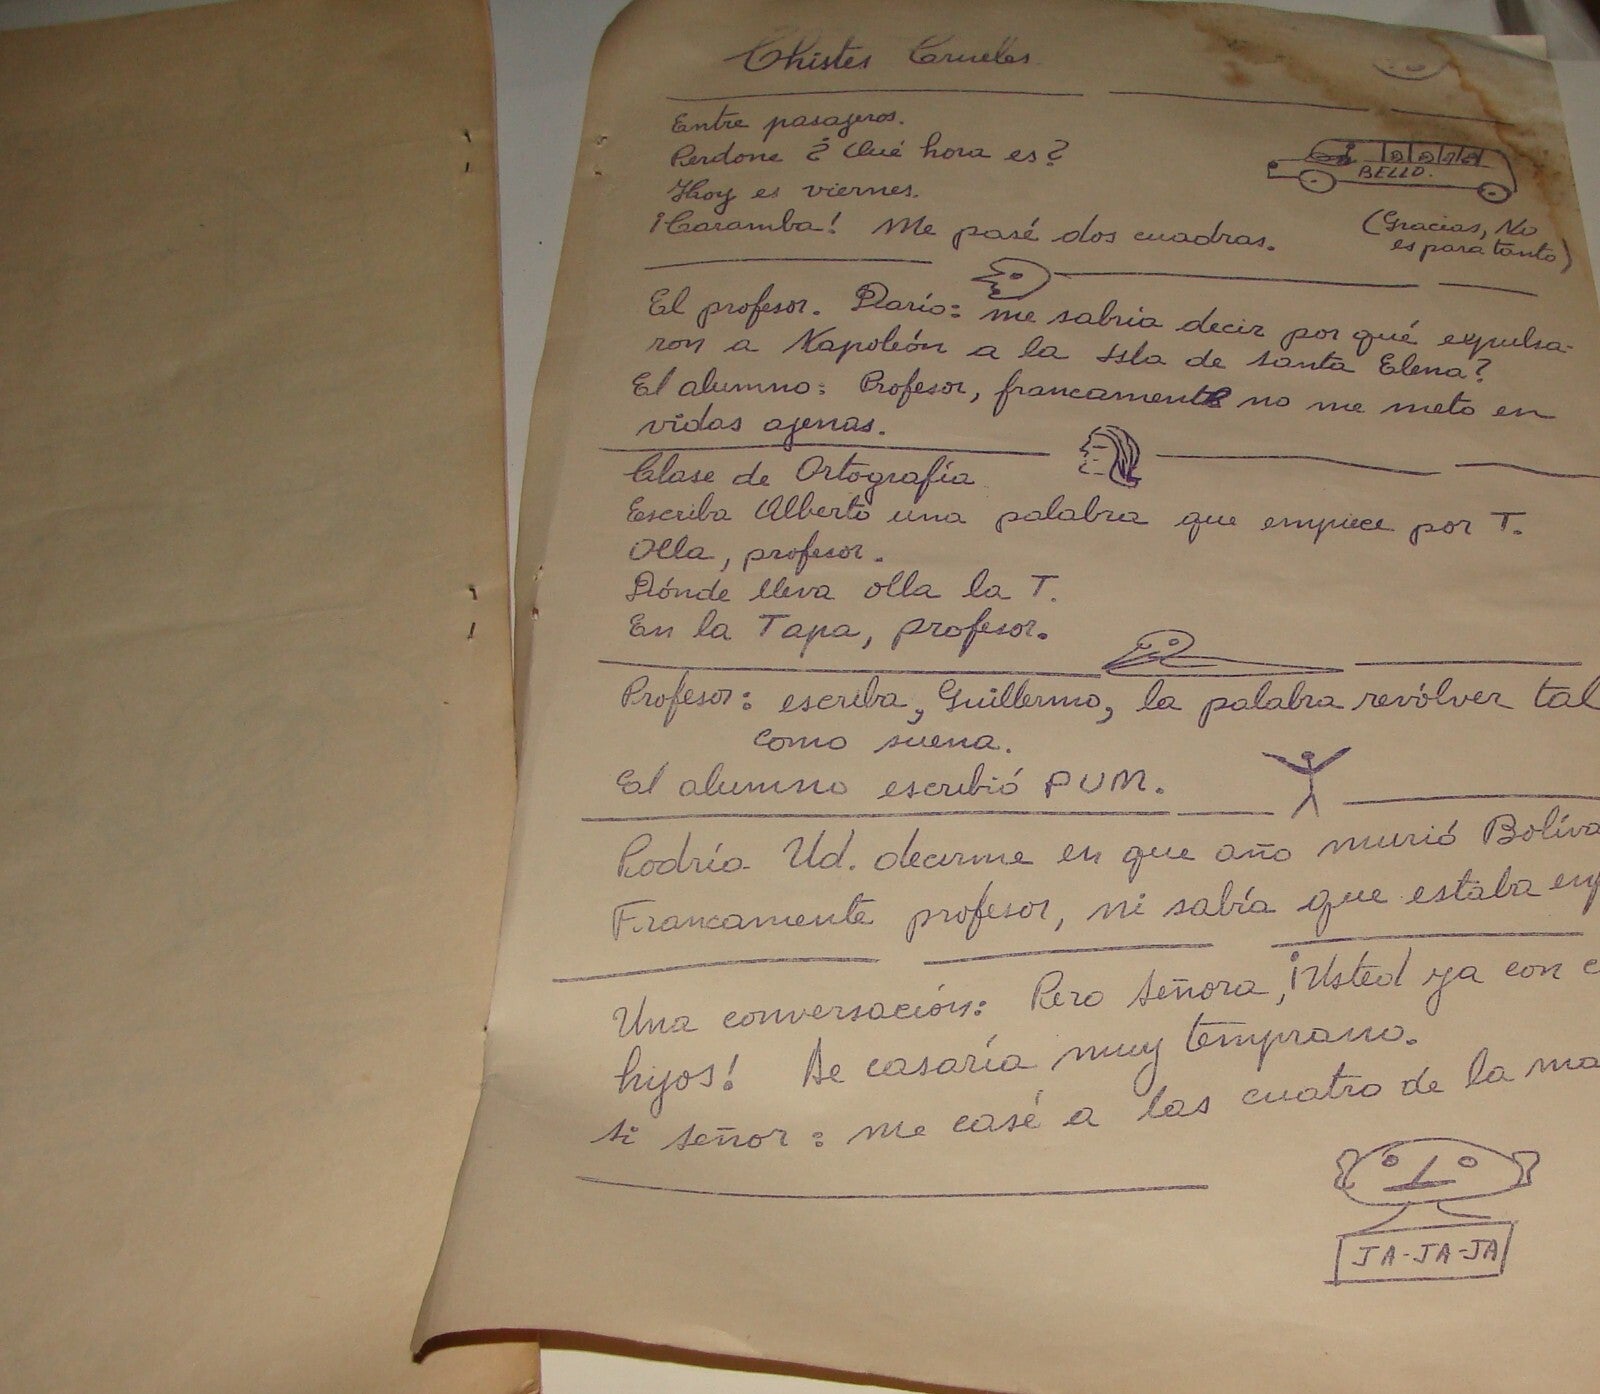 Chistes Crueles
Entre pasajeros.
Perdone ¿ Qué hora es?
Hoy es viernes.
¡Caramba! Me pasé dos cuadras.
BELLO.
(Gracias, No
es para tanto)
El profesor. Darío: me sabria decir por qué expulsa-
ron a Napoleón a la Isla de Santa Elena?
El alumno: Profesor, francamente no me meto en
vidas agenas.
Clase de Ortografía
Escriba Alberto una palabra que empiece por T.
Olla, profesor.
Dónde lleva olla la T.
En la Tapa, profesor.
Profesor: escriba, Guillermo, la palabra revólver tal
como suena.
El alumno escribió PUM.
Podría Ud. decirme en que año murió Bolíva
Francamente profesor, ni sabía que estaba enf
Una conversación: Pero Señora, ¡Usted ya con c
hijos! Se casaría muy temprano.
Si señor: me casé a las cuatro de la ma
JA-JA-JA